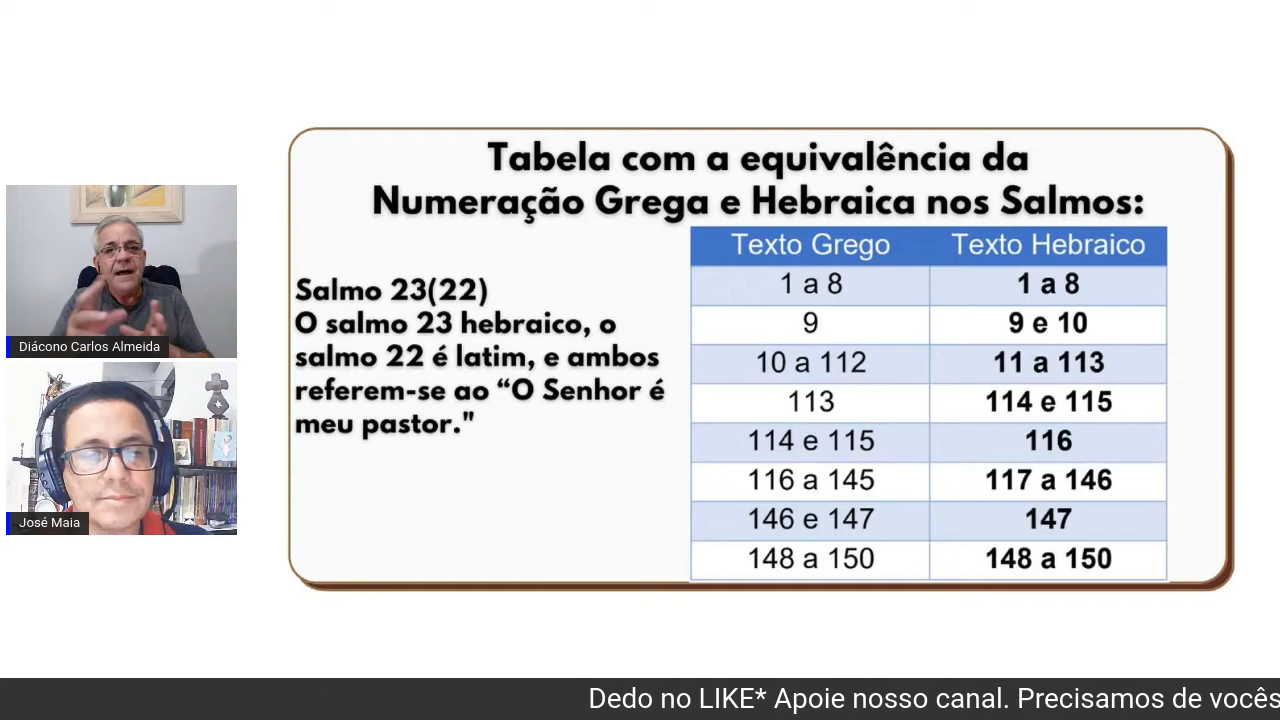 Tabela com a equivalência da
Numeração Grega e Hebraica nos Salmos:
Salmo 23(22)
O salmo 23 hebraico, o
salmo 22 é latim, e ambos
referem-se ao “O Senhor é
meu pastor."
Texto Grego Texto Hebraico
1 a 8 1 a 8
9 9 e 10
10 a 112 11 a 113
113 114 e 115
114 e 115 116
116 a 145 117 a 146
146 e 147 147
148 a 150 148 a 150
Diácono Carlos Almeida
José Maia
Dedo no LIKE* Apoie nosso canal. Precisamos de vocês